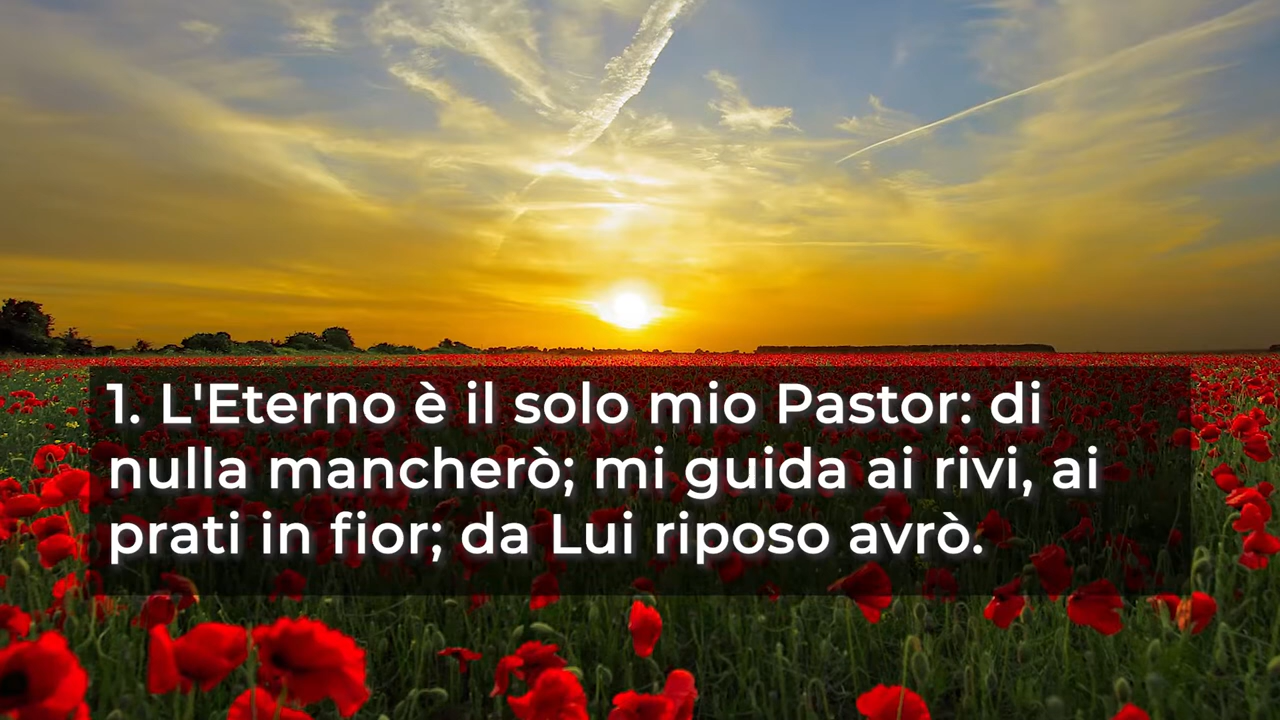 1. L'Eterno è il solo mio Pastor: di
nulla mancherò; mi guida ai rivi, ai
prati in fior; da Lui riposo avrò.